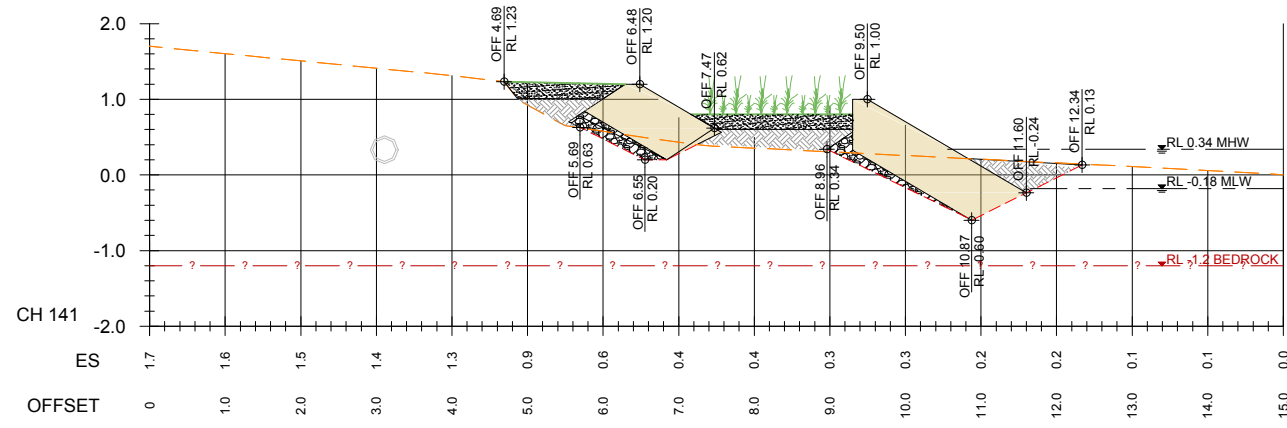 2.0
1.0
0.0
-1.0
-2.0
CH 141
OFF 4.69
RL 1.23
OFF 6.48
RL 1.20
OFF 7.47
RL 0.62
OFF 9.50
RL 1.00
OFF 5.69
RL 0.63
OFF 6.55
RL 0.20
OFF 8.96
RL 0.34
OFF 10.87
RL -0.60
OFF 11.60
RL -0.24
OFF 12.34
RL 0.13
RL 0.34 MHW
RL -0.18 MLW
? ? ? ? ? ? ? ? ? ? ? ? ? ? ? ? ? ? ? ? ?
RL -1.2 BEDROCK
ES 1.7 1.6 1.5 1.4 1.3 0.9 0.6 0.4 0.4 0.3 0.3 0.2 0.2 0.1 0.1 0.0
OFFSET 0 1.0 2.0 3.0 4.0 5.0 6.0 7.0 8.0 9.0 10.0 11.0 12.0 13.0 14.0 15.0